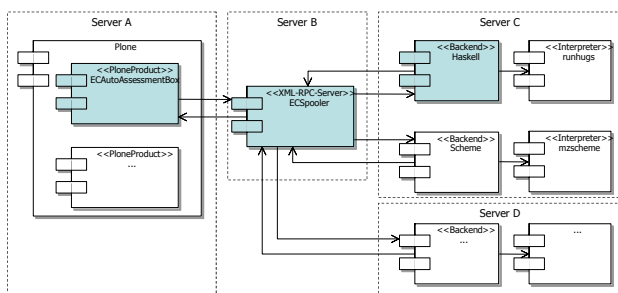 Server A
Server B
Server C
Plone
<<PloneProduct>>
ECAutoAssessmentBox
<<PloneProduct>>
...
<<XML-RPC-Server>>
ECSpooler
<<Backend>>
Haskell
<<Interpreter>>
runhugs
<<Backend>>
Scheme
<<Interpreter>>
mzscheme
Server D
<<Backend>>
...
...